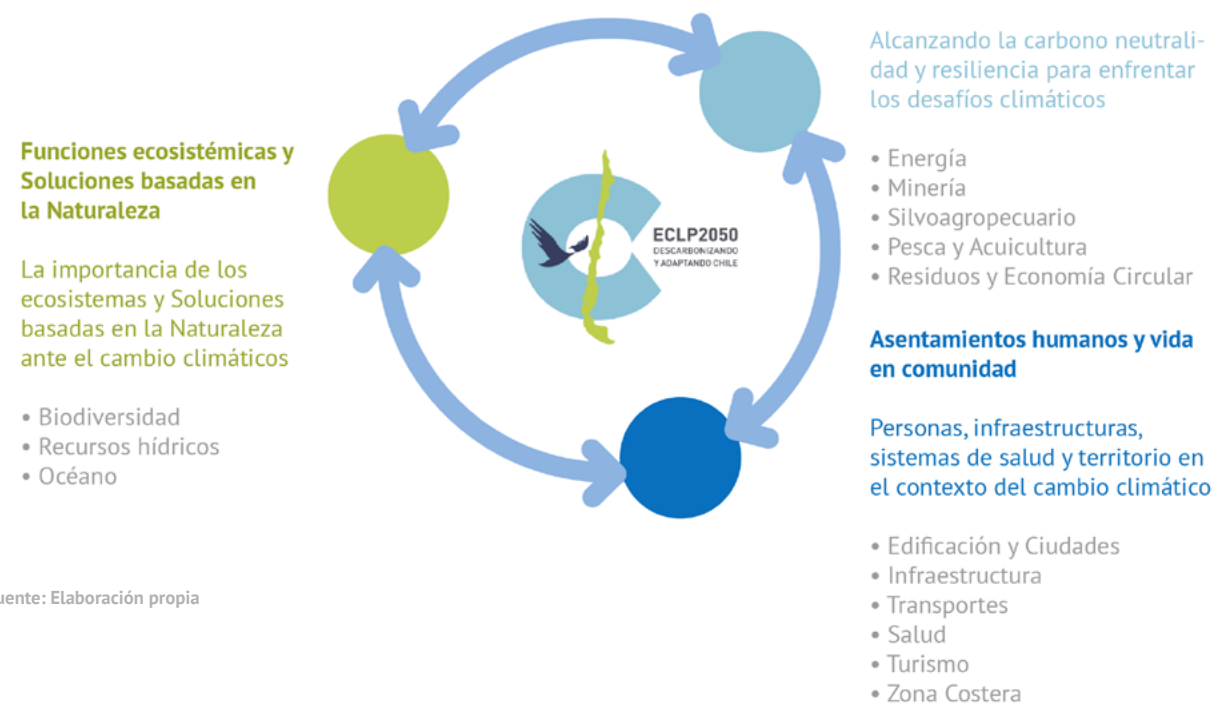 Funciones ecosistémicas y
Soluciones basadas en
la Naturaleza
La importancia de los
ecosistemas y Soluciones
basadas en la Naturaleza
ante el cambio climáticos
• Biodiversidad
• Recursos hídricos
• Océano
uente: Elaboración propia
ECLP2050
DESCARBONIZANDO
Y ADAPTANDO CHILE
Alcanzando la carbono neutrali-
dad y resiliencia para enfrentar
los desafíos climáticos
• Energía
• Minería
• Silvoagropecuario
• Pesca y Acuicultura
• Residuos y Economía Circular
Asentamientos humanos y vida
en comunidad
Personas, infraestructuras,
sistemas de salud y territorio en
el contexto del cambio climático
• Edificación y Ciudades
• Infraestructura
• Transportes
• Salud
• Turismo
• Zona Costera